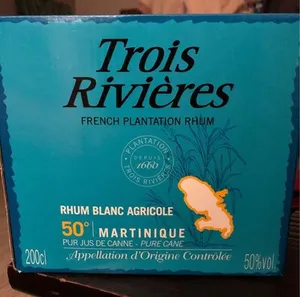 Trois
Rivières
FRENCH PLANTATION RHUM
PLANTATION
DEPUIS
1660
TROIS RIVIÈRES
RHUM BLANC AGRICOLE
50° MARTINIQUE
PUR JUS DE CANNE - PURE CANE
200cl
Appellation d'Origine Contrôlée
50%vol.